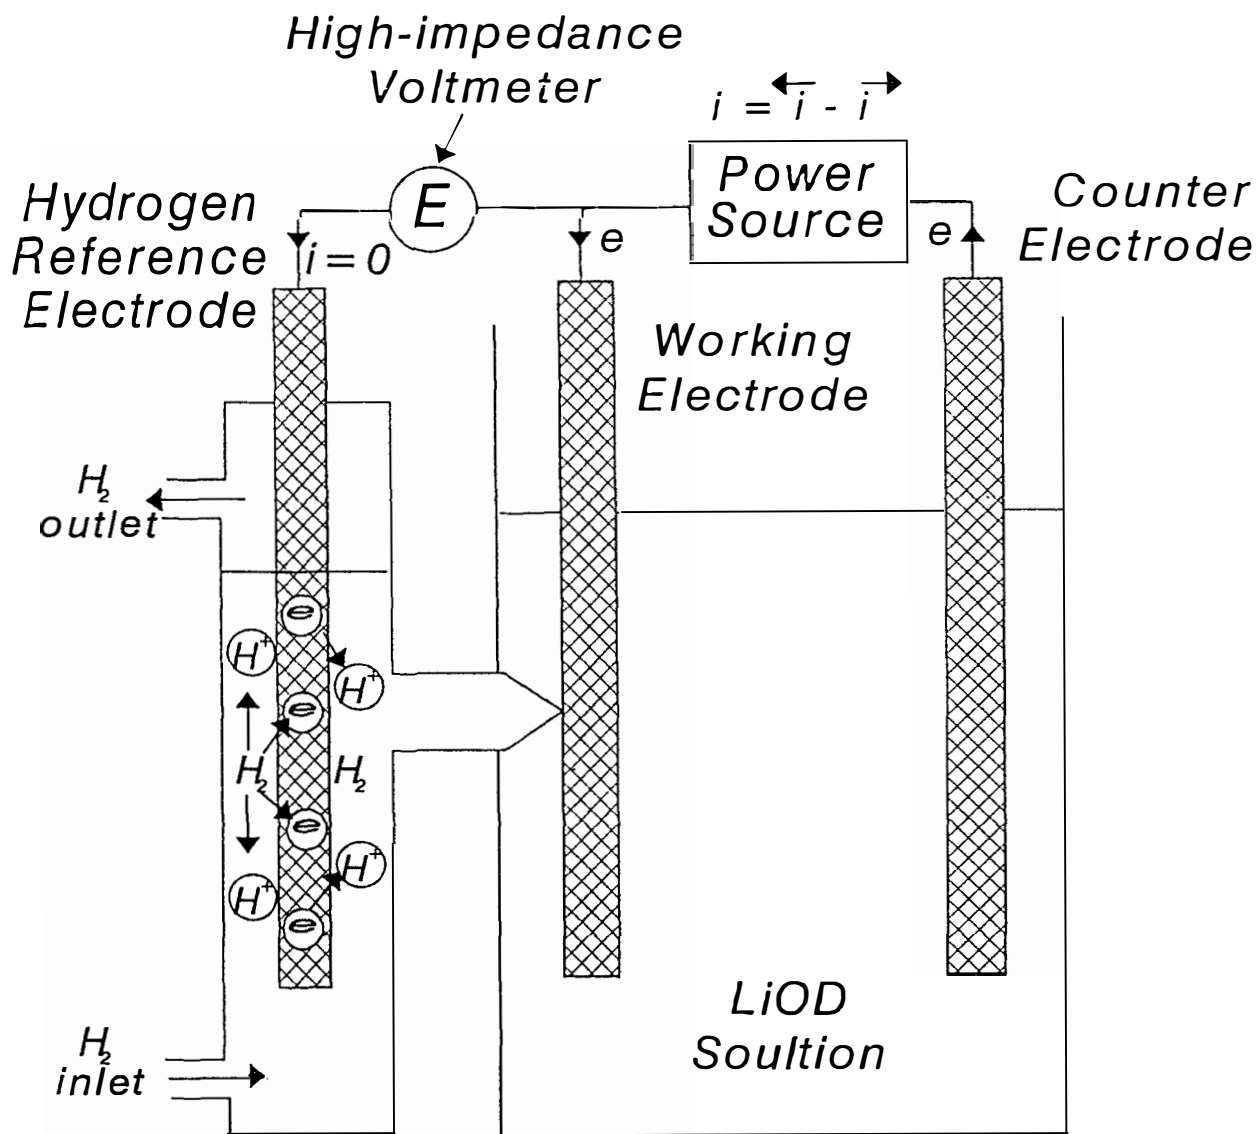 High-impedance
Voltmeter
i = i - i
Hydrogen
Reference
Electrode
i = 0
E
e
Power
Source
e
Counter
Electrode
Working
Electrode
H2
outlet
e
H+
H+
e
H2
H2
e
H+
H+
e
H2
inlet
LiOD
Soultion